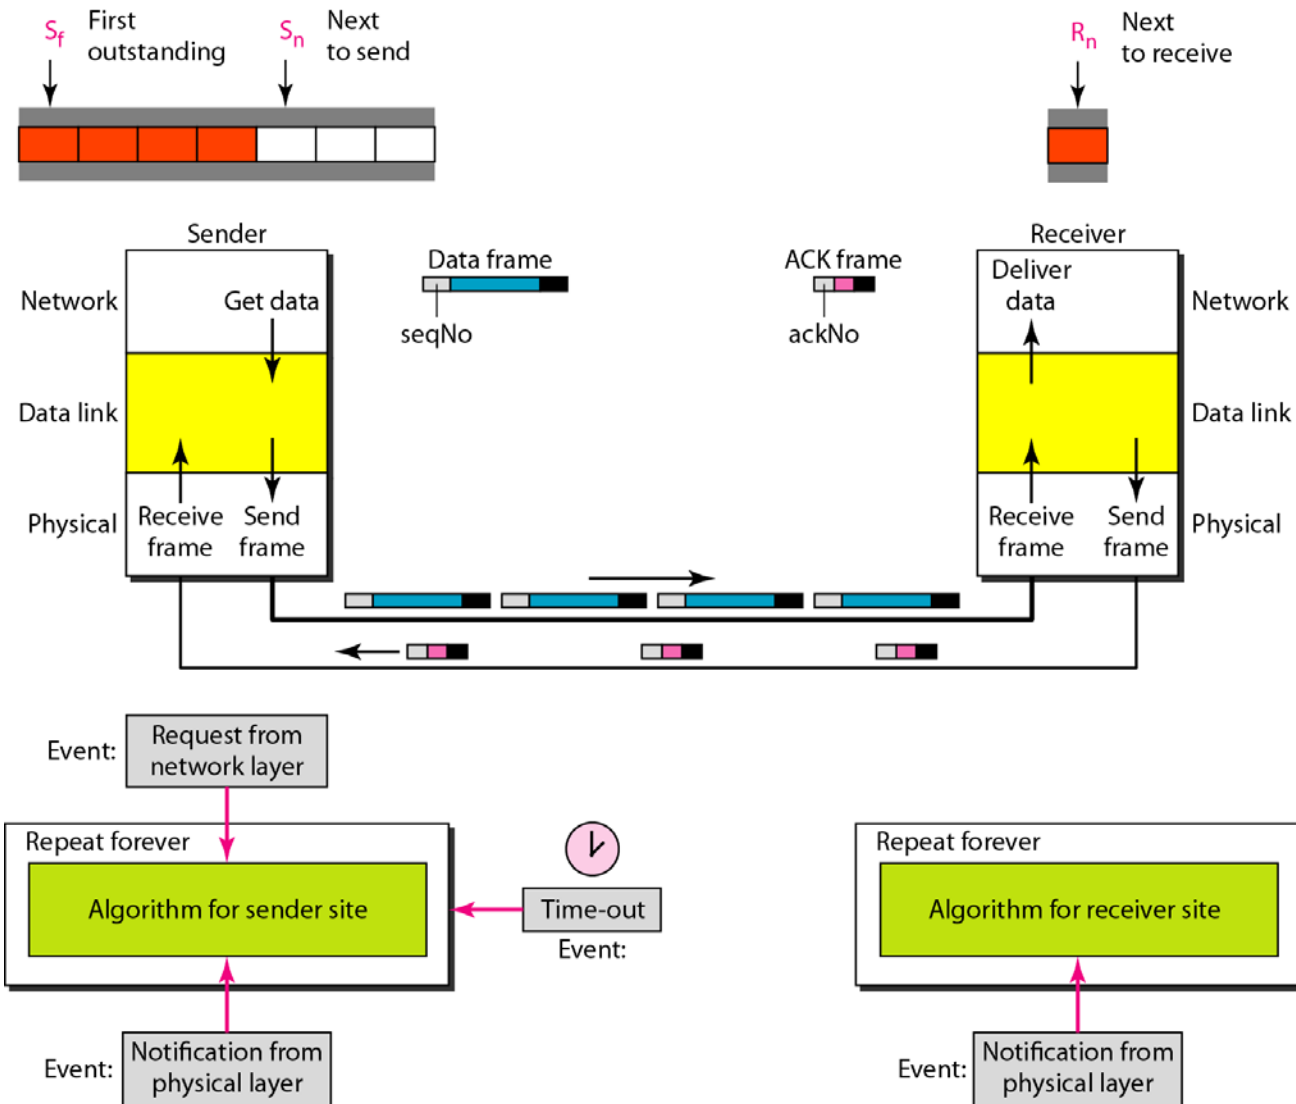 Sf First outstanding
Sn Next to send
Rn Next to receive
Sender
Receiver
Data frame
seqNo
ACK frame
ackNo
Network
Get data
Deliver
data
Network
Data link
Data link
Physical
Receive
frame
Send
frame
Receive
frame
Send
frame
Physical
Event:
Request from
network layer
Repeat forever
Algorithm for sender site
Time-out
Event:
Event:
Notification from
physical layer
Repeat forever
Algorithm for receiver site
Event:
Notification from
physical layer